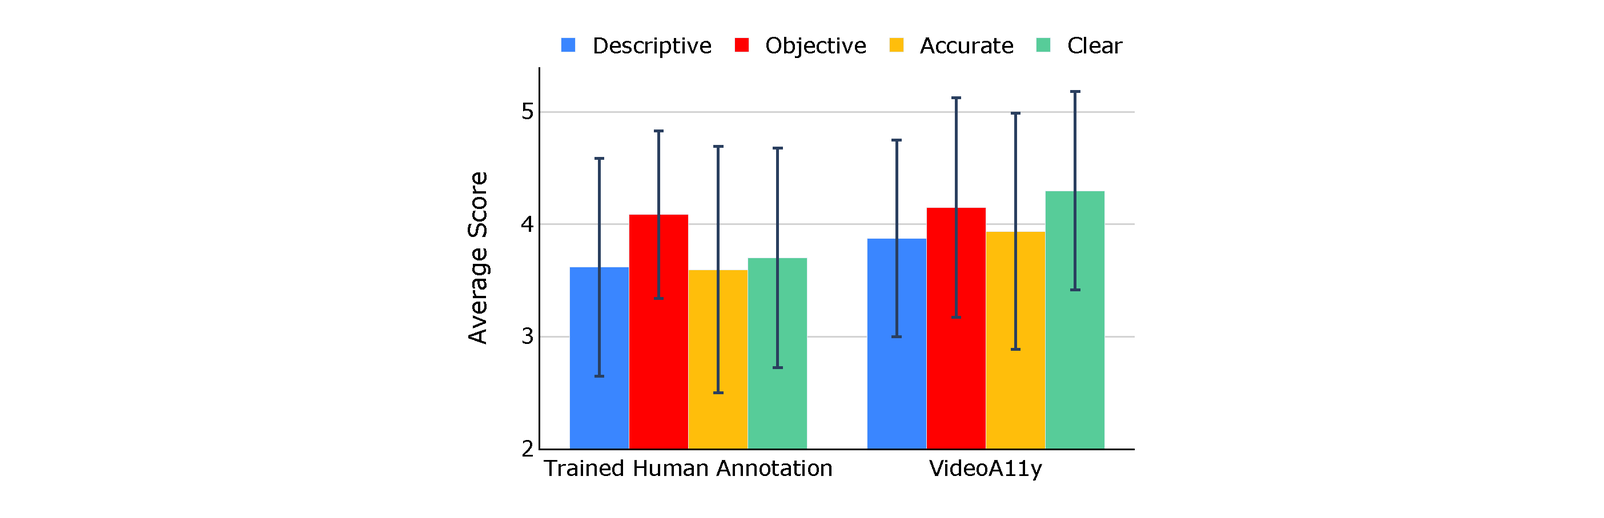 Descriptive Objective Accurate Clear
Average Score
5
4
3
2
Trained Human Annotation VideoA11y